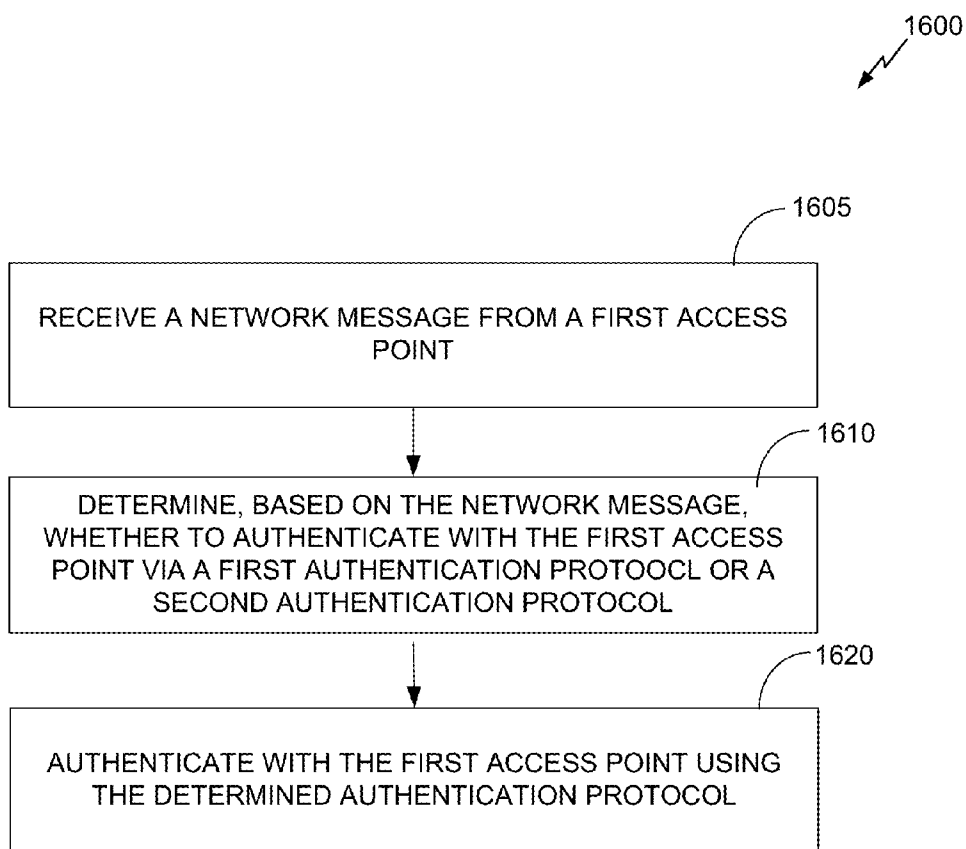 1600
1605
RECEIVE A NETWORK MESSAGE FROM A FIRST ACCESS
POINT
1610
DETERMINE, BASED ON THE NETWORK MESSAGE,
WHETHER TO AUTHENTICATE WITH THE FIRST ACCESS
POINT VIA A FIRST AUTHENTICATION PROTOOCL OR A
SECOND AUTHENTICATION PROTOCOL
1620
AUTHENTICATE WITH THE FIRST ACCESS POINT USING
THE DETERMINED AUTHENTICATION PROTOCOL